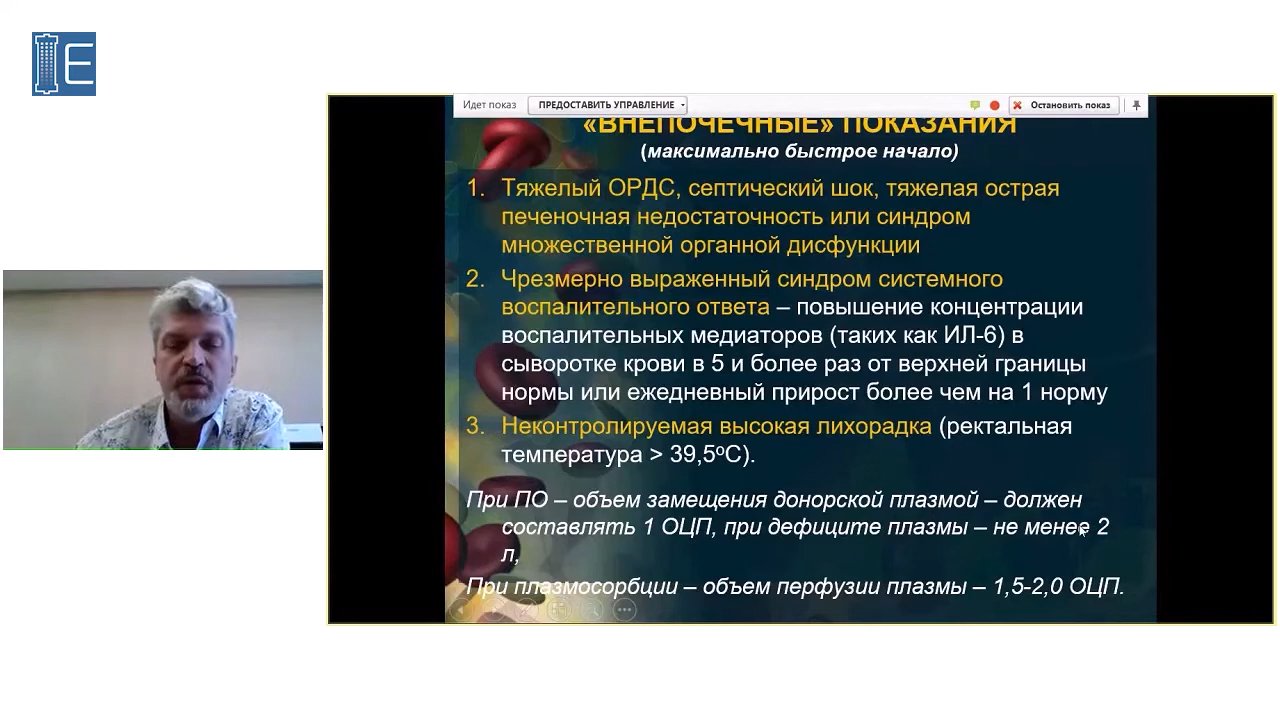 IE
Идет показ
ПРЕДОСТАВИТЬ УПРАВЛЕНИЕ
Остановить показ
«ВНЕПОЧЕЧНЫЕ» ПОКАЗАНИЯ
(максимально быстрое начало)
1. Тяжелый ОРДС, септический шок, тяжелая острая
печеночная недостаточность или синдром
множественной органной дисфункции
2. Чрезмерно выраженный синдром системного
воспалительного ответа – повышение концентрации
воспалительных медиаторов (таких как ИЛ-6) в
сыворотке крови в 5 и более раз от верхней границы
нормы или ежедневный прирост более чем на 1 норму
3. Неконтролируемая высокая лихорадка (ректальная
температура > 39,5ºС).
При ПО – объем замещения донорской плазмой – должен
составлять 1 ОЦП, при дефиците плазмы – не менее 2
л,
При плазмосорбции – объем перфузии плазмы – 1,5-2,0 ОЦП.